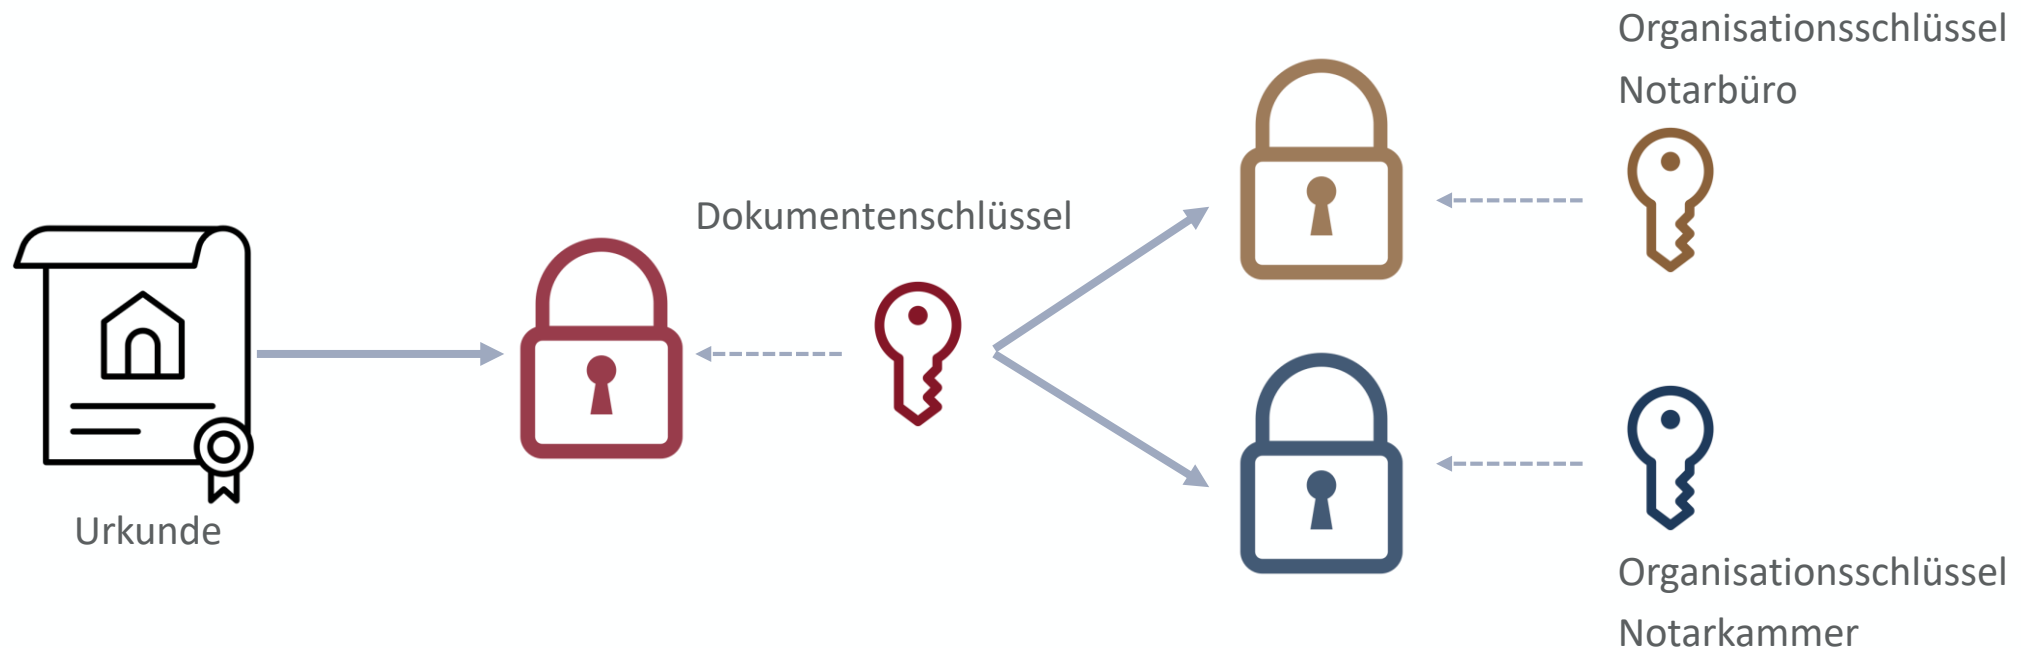 Organisationsschlüssel
Notarbüro
Dokumentenschlüssel
Urkunde
Organisationsschlüssel
Notarkammer